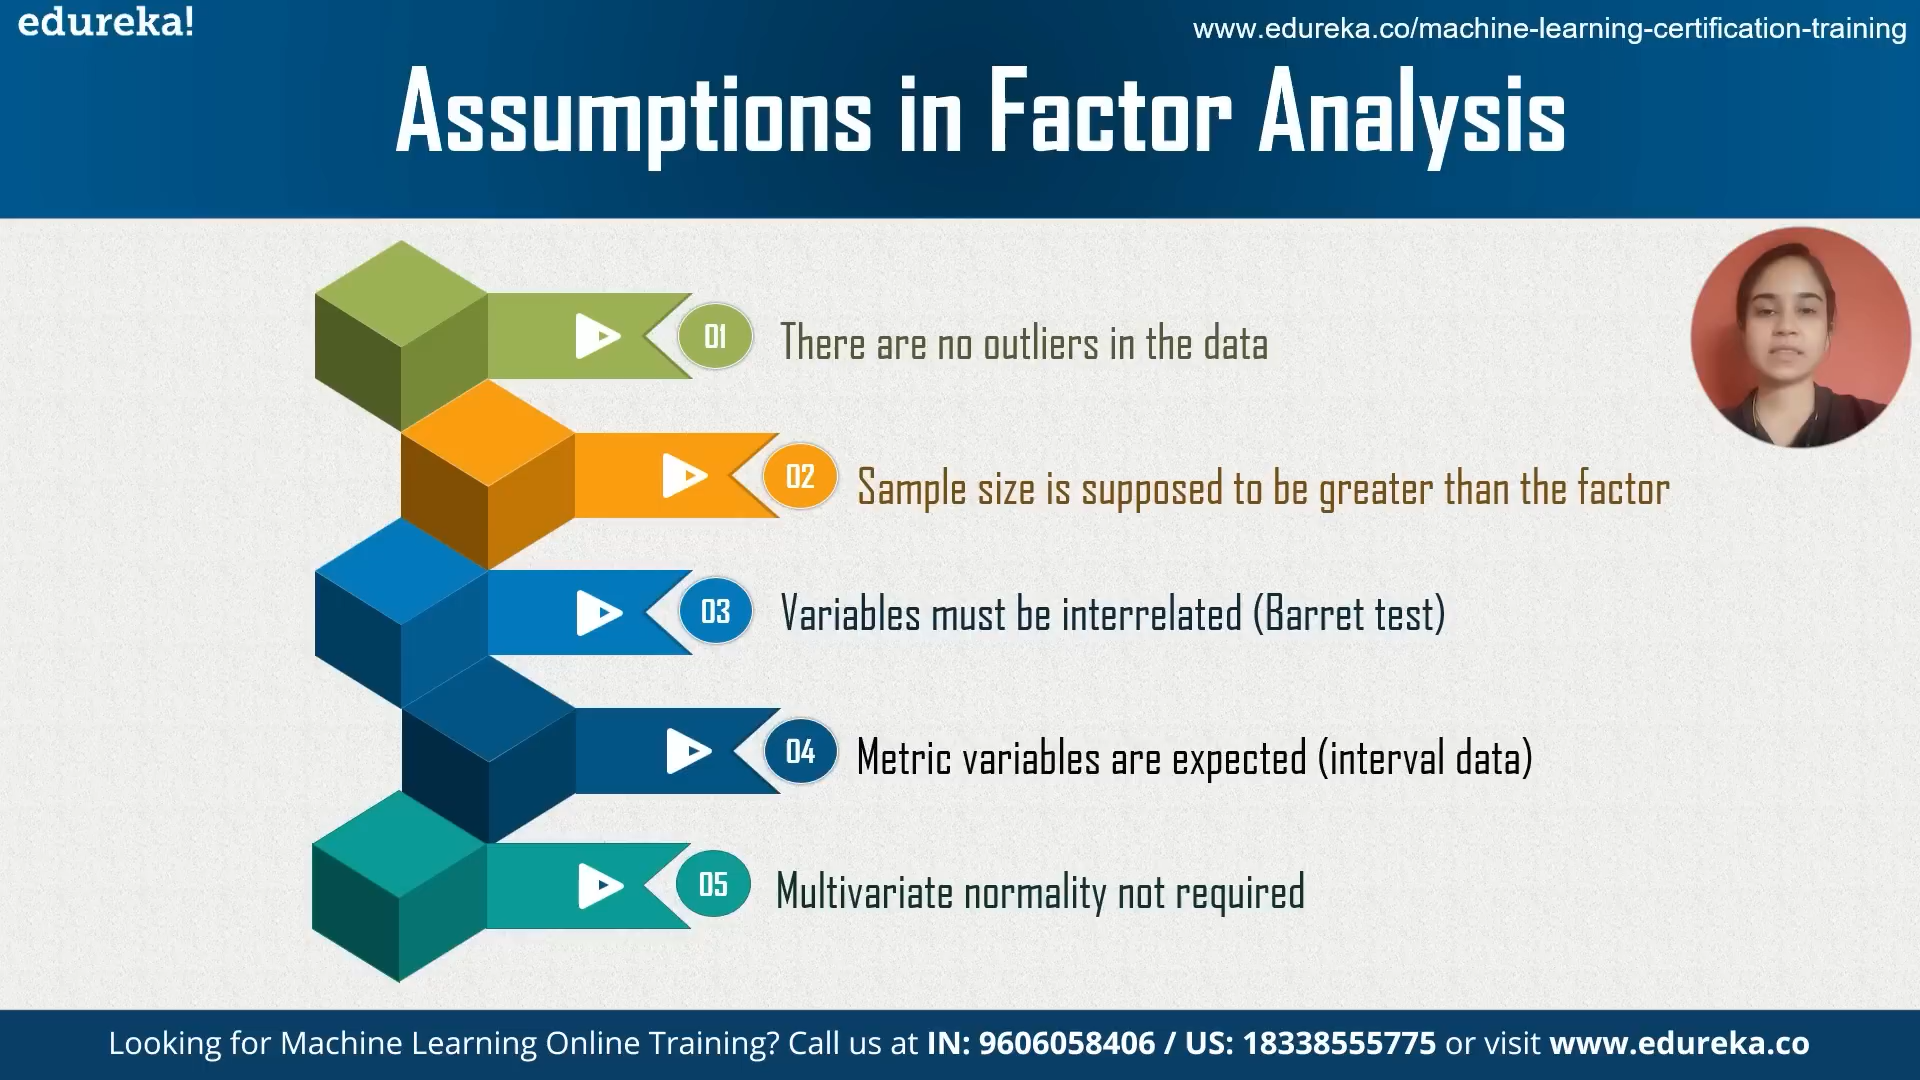 edureka!
www.edureka.co/machine-learning-certification-training
Assumptions in Factor Analysis
01 There are no outliers in the data
02 Sample size is supposed to be greater than the factor
03 Variables must be interrelated (Barret test)
04 Metric variables are expected (interval data)
05 Multivariate normality not required
Looking for Machine Learning Online Training? Call us at IN: 9606058406 / US: 18338555775 or visit www.edureka.co